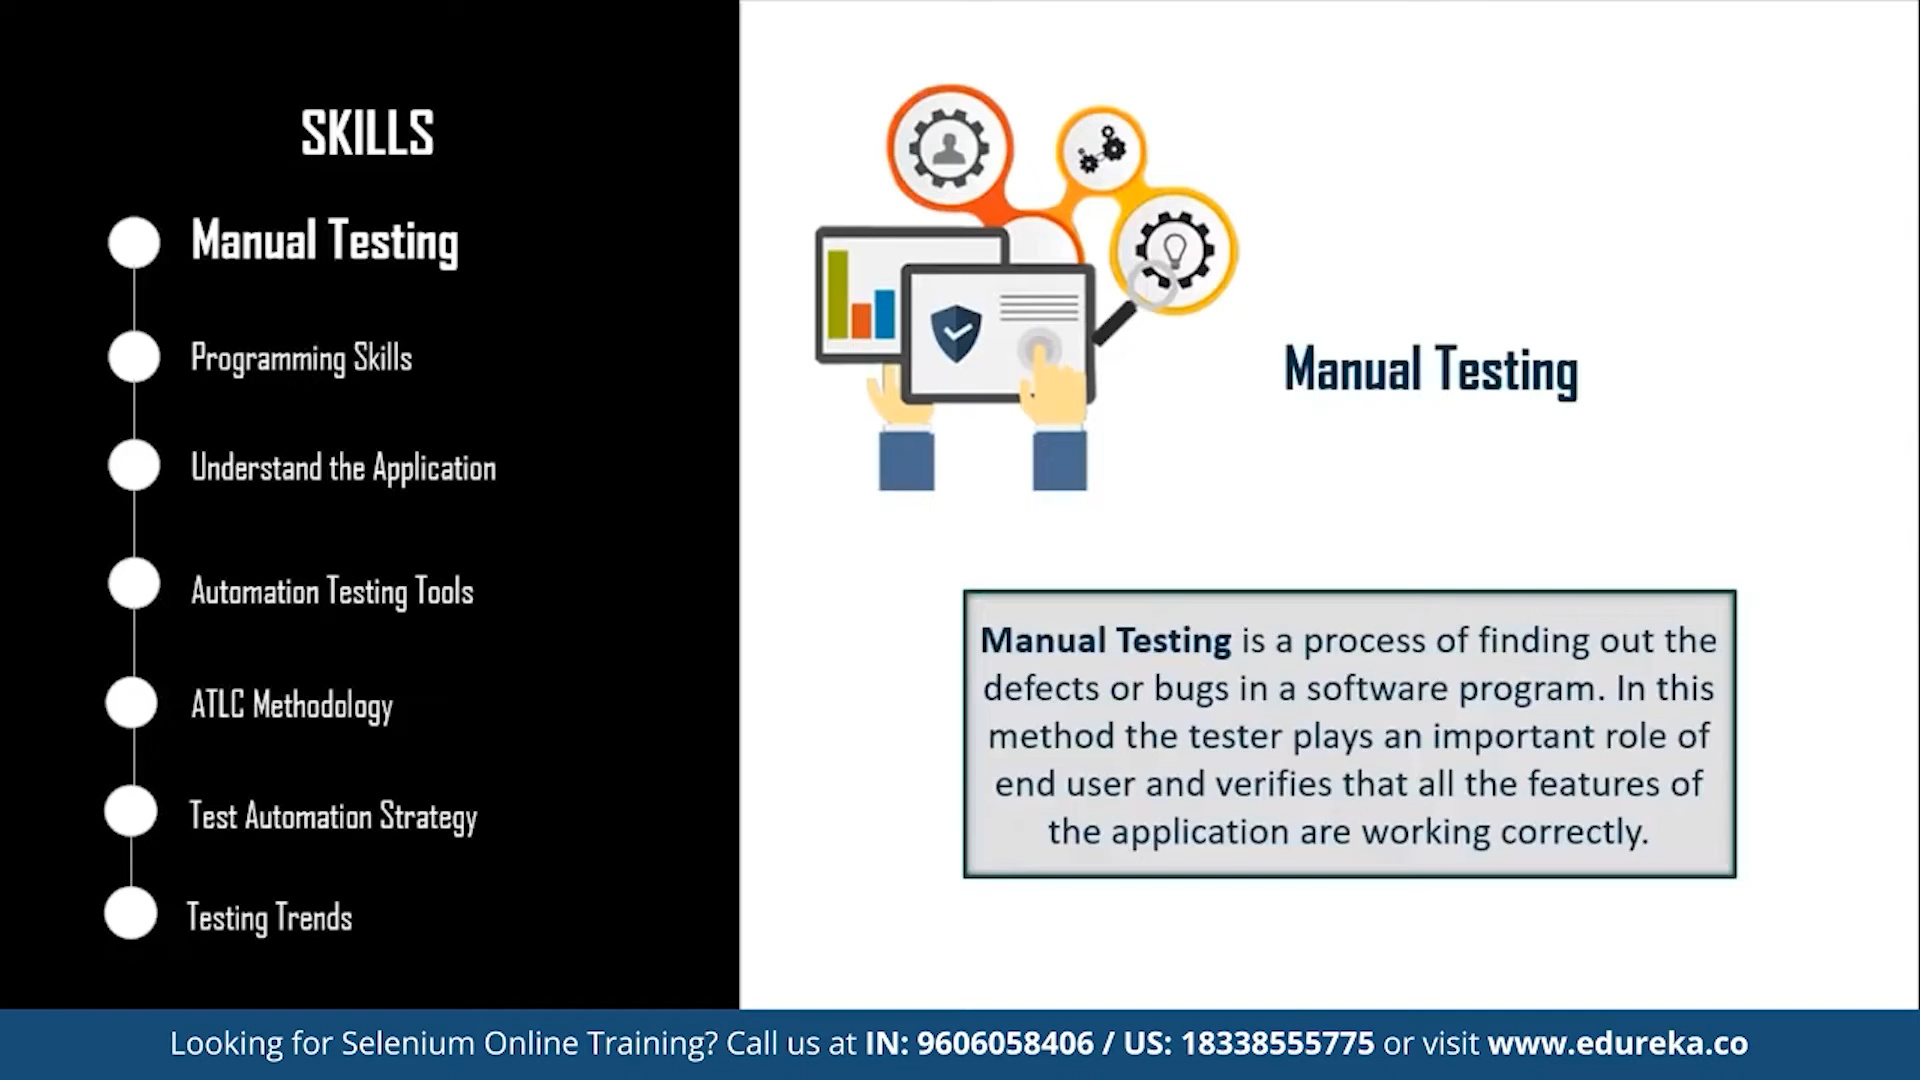 SKILLS
Manual Testing
Programming Skills
Understand the Application
Automation Testing Tools
ATLC Methodology
Test Automation Strategy
Testing Trends
Manual Testing
Manual Testing is a process of finding out the
defects or bugs in a software program. In this
method the tester plays an important role of
end user and verifies that all the features of
the application are working correctly.
Looking for Selenium Online Training? Call us at IN: 9606058406 / US: 18338555775 or visit www.edureka.co